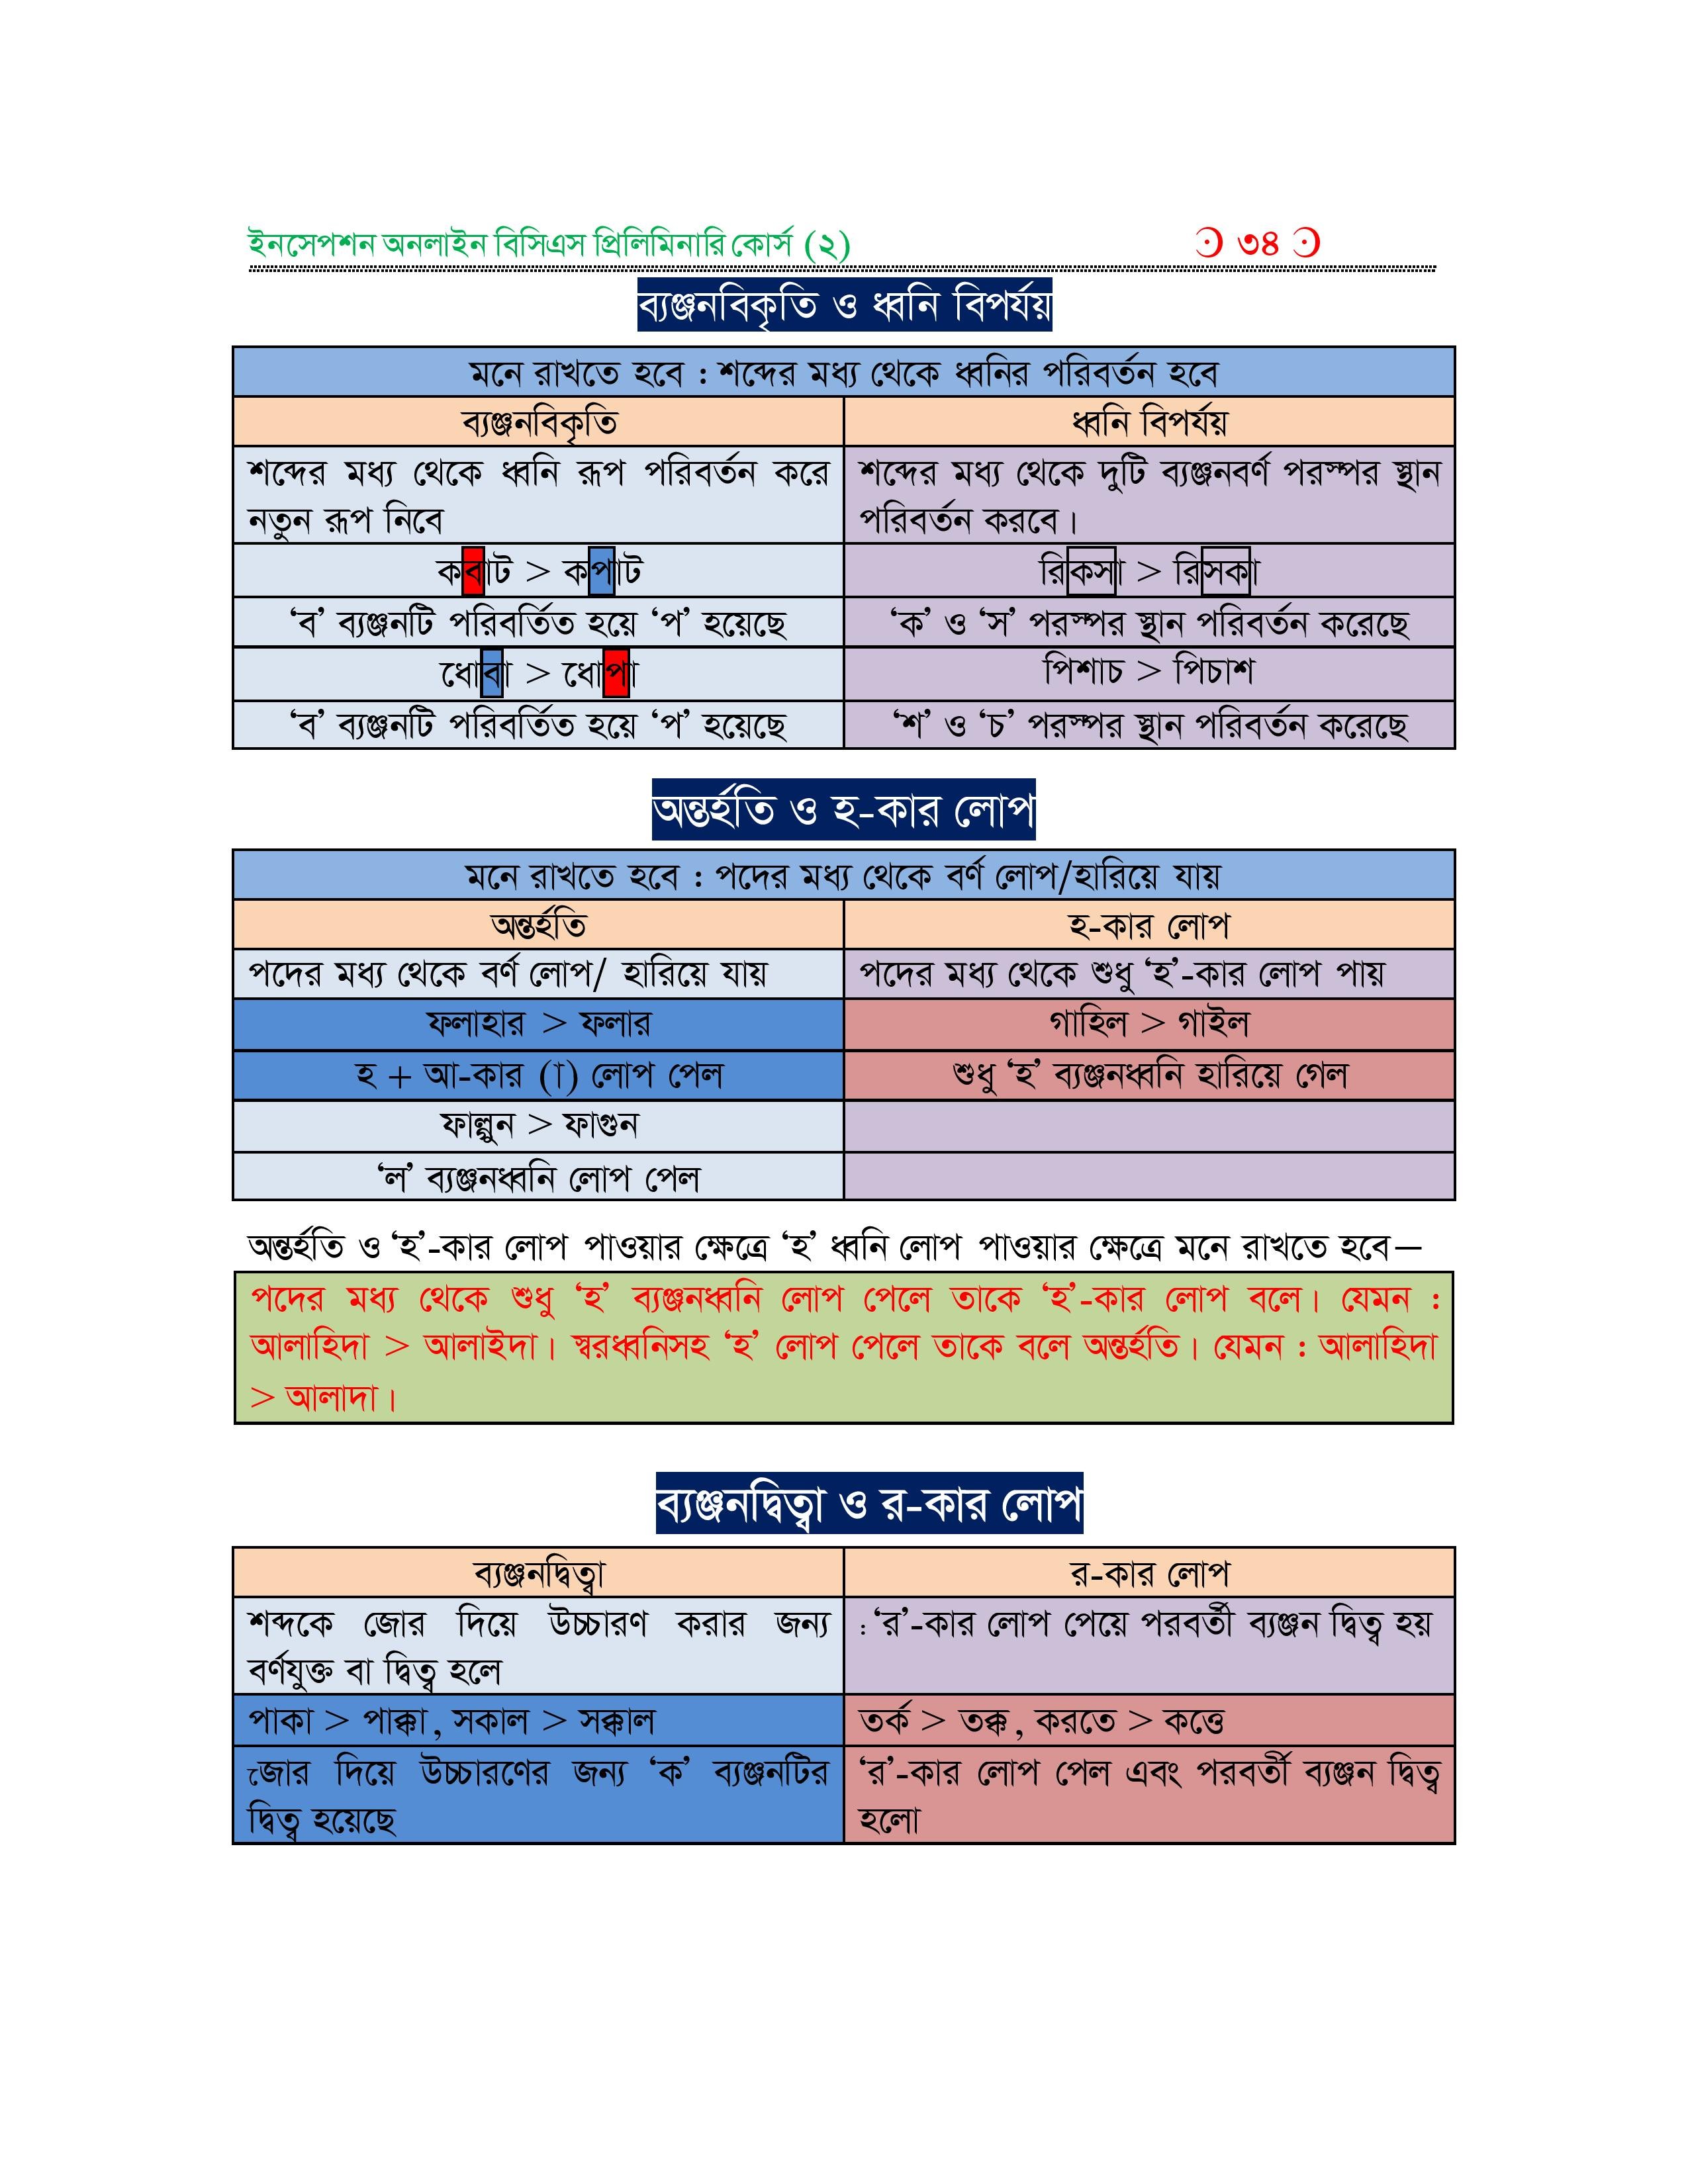 ইনসেপশন অনলাইন বিসিএস প্রিলিমিনারি কোর্স (২) ৩৪
ব্যঞ্জনবিকৃতি ও ধ্বনি বিপর্যয়
মনে রাখতে হবে : শব্দের মধ্য থেকে ধ্বনির পরিবর্তন হবে
ব্যঞ্জনবিকৃতি ধ্বনি বিপর্যয়
শব্দের মধ্য থেকে ধ্বনি রূপ পরিবর্তন করে
নতুন রূপ নিবে
শব্দের মধ্য থেকে দুটি ব্যঞ্জনবর্ণ পরস্পর স্থান
পরিবর্তন করবে।
কবাট > কপাট রিকসা > রিসকা
‘ব’ ব্যঞ্জনটি পরিবর্তিত হয়ে ‘প’ হয়েছে ‘ক’ ও ‘স’ পরস্পর স্থান পরিবর্তন করেছে
ধোবা > ধোপা পিশাচ > পিচাশ
‘ব’ ব্যঞ্জনটি পরিবর্তিত হয়ে ‘প’ হয়েছে ‘শ’ ও ‘চ’ পরস্পর স্থান পরিবর্তন করেছে
অন্তর্হতি ও হ-কার লোপ
মনে রাখতে হবে : পদের মধ্য থেকে বর্ণ লোপ/হারিয়ে যায়
অন্তর্হতি হ-কার লোপ
পদের মধ্য থেকে বর্ণ লোপ/ হারিয়ে যায় পদের মধ্য থেকে শুধু ‘হ’-কার লোপ পায়
ফলাহার > ফলার গাহিল > গাইল
হ + আ-কার (া) লোপ পেল শুধু ‘হ’ ব্যঞ্জনধ্বনি হারিয়ে গেল
ফাল্গুন > ফাগুন
‘ল’ ব্যঞ্জনধ্বনি লোপ পেল
অন্তর্হতি ও ‘হ’-কার লোপ পাওয়ার ক্ষেত্রে ‘হ’ ধ্বনি লোপ পাওয়ার ক্ষেত্রে মনে রাখতে হবে—
পদের মধ্য থেকে শুধু ‘হ’ ব্যঞ্জনধ্বনি লোপ পেলে তাকে ‘হ’-কার লোপ বলে। যেমন :
আলাহিদা > আলাইদা। স্বরধ্বনিসহ ‘হ’ লোপ পেলে তাকে বলে অন্তর্হতি। যেমন : আলাহিদা
> আলাদা।
ব্যঞ্জনদ্বিত্বা ও র-কার লোপ
ব্যঞ্জনদ্বিত্বা র-কার লোপ
শব্দকে জোর দিয়ে উচ্চারণ করার জন্য
বর্ণযুক্ত বা দ্বিত্ব হলে
: ‘র’-কার লোপ পেয়ে পরবর্তী ব্যঞ্জন দ্বিত্ব হয়
পাকা > পাক্কা, সকাল > সক্কাল তর্ক > তক্ক, করতে > কত্তে
জোর দিয়ে উচ্চারণের জন্য ‘ক’ ব্যঞ্জনটির
দ্বিত্ব হয়েছে
‘র’-কার লোপ পেল এবং পরবর্তী ব্যঞ্জন দ্বিত্ব
হলো